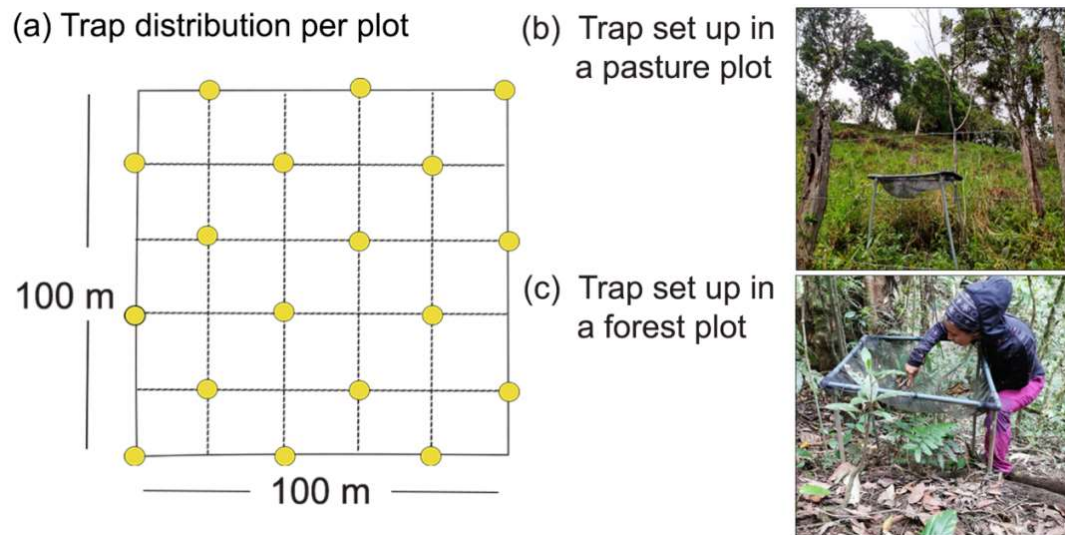 (a) Trap distribution per plot
100 m
100 m
(b) Trap set up in
a pasture plot
(c) Trap set up in
a forest plot